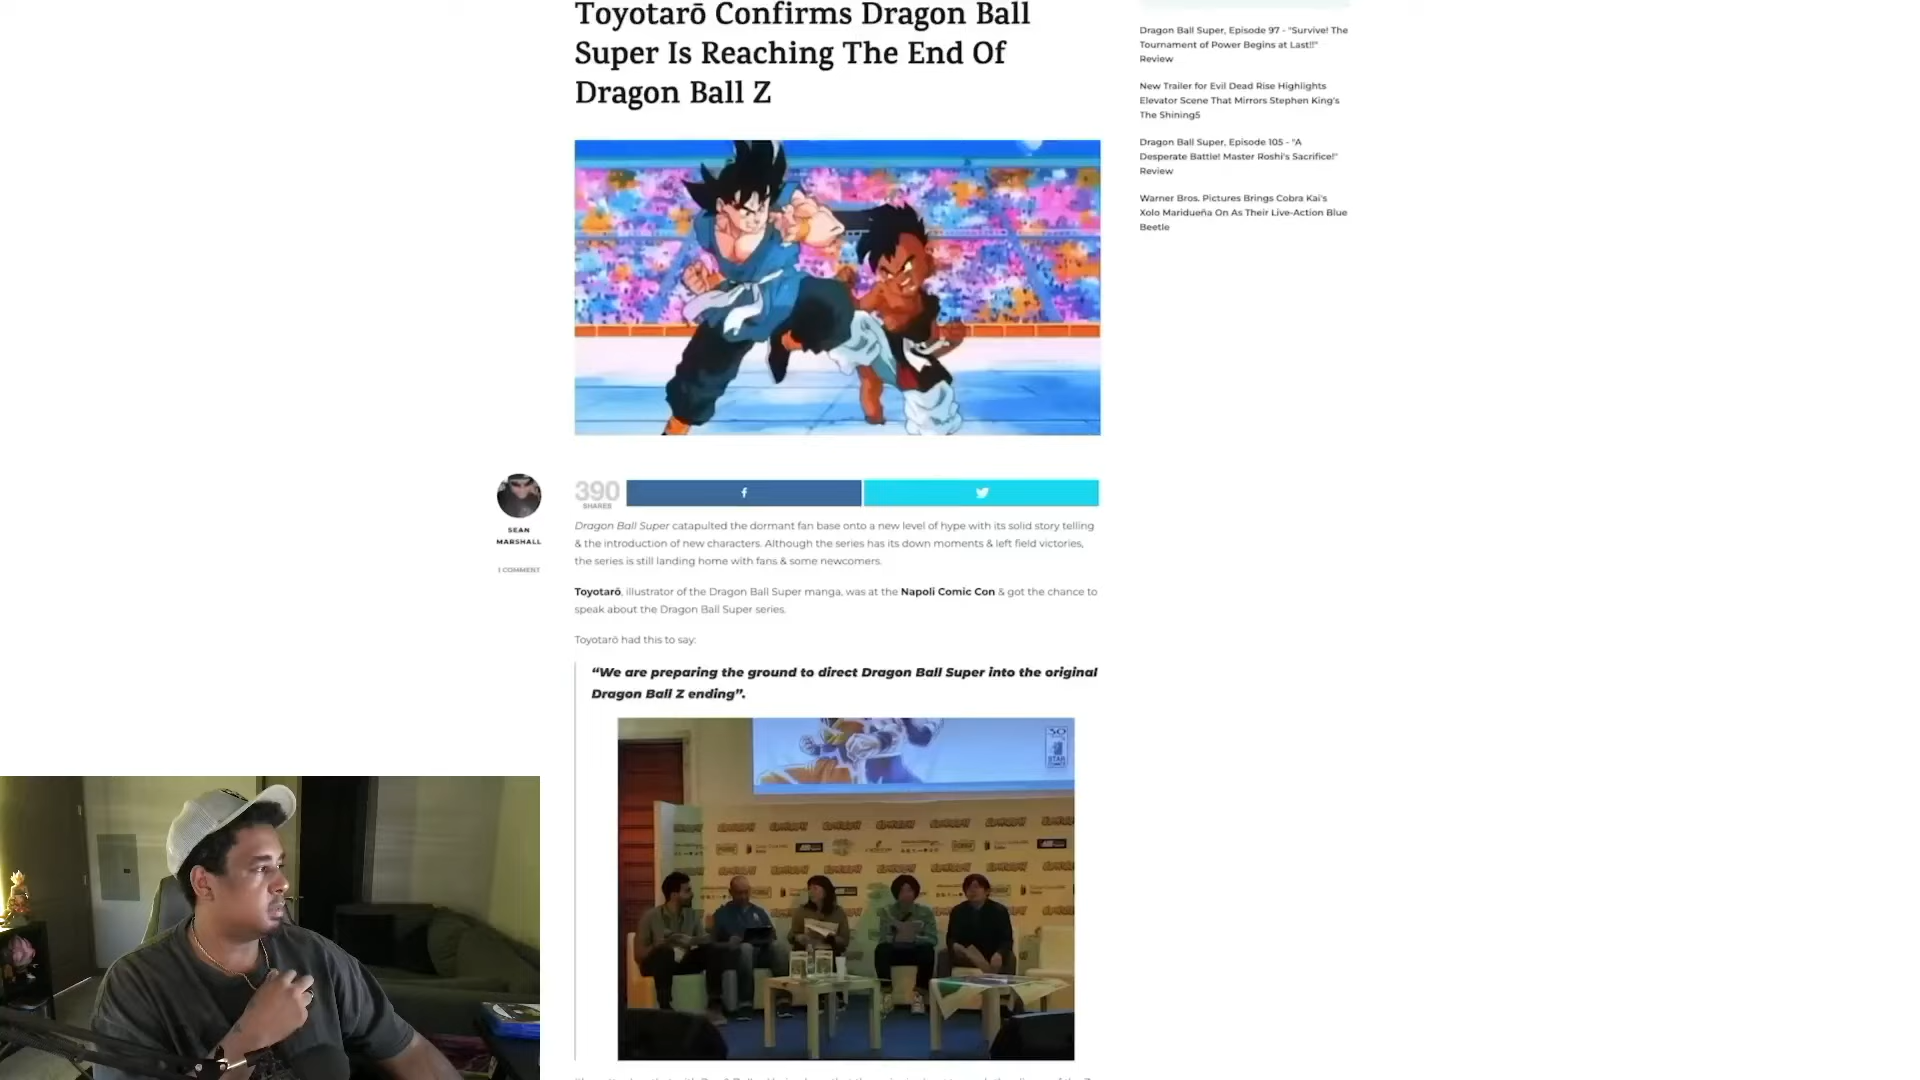 Toyotarō Confirms Dragon Ball
Super Is Reaching The End Of
Dragon Ball Z
390
SHARES
SEAN
MARSHALL
1 COMMENT
Dragon Ball Super catapulted the dormant fan base onto a new level of hype with its solid story telling
& the introduction of new characters. Although the series has its down moments & left field victories,
the series is still landing home with fans & some newcomers.
Toyotarō, illustrator of the Dragon Ball Super manga, was at the Napoli Comic Con & got the chance to
speak about the Dragon Ball Super series.
Toyotarō had this to say:
“We are preparing the ground to direct Dragon Ball Super into the original
Dragon Ball Z ending”.
30
STAR
Dragon Ball Super, Episode 97 - "Survive! The
Tournament of Power Begins at Last!!"
Review
New Trailer for Evil Dead Rise Highlights
Elevator Scene That Mirrors Stephen King's
The Shining5
Dragon Ball Super, Episode 105 - "A
Desperate Battle! Master Roshi's Sacrifice!"
Review
Warner Bros. Pictures Brings Cobra Kai's
Xolo Maridueña On As Their Live-Action Blue
Beetle